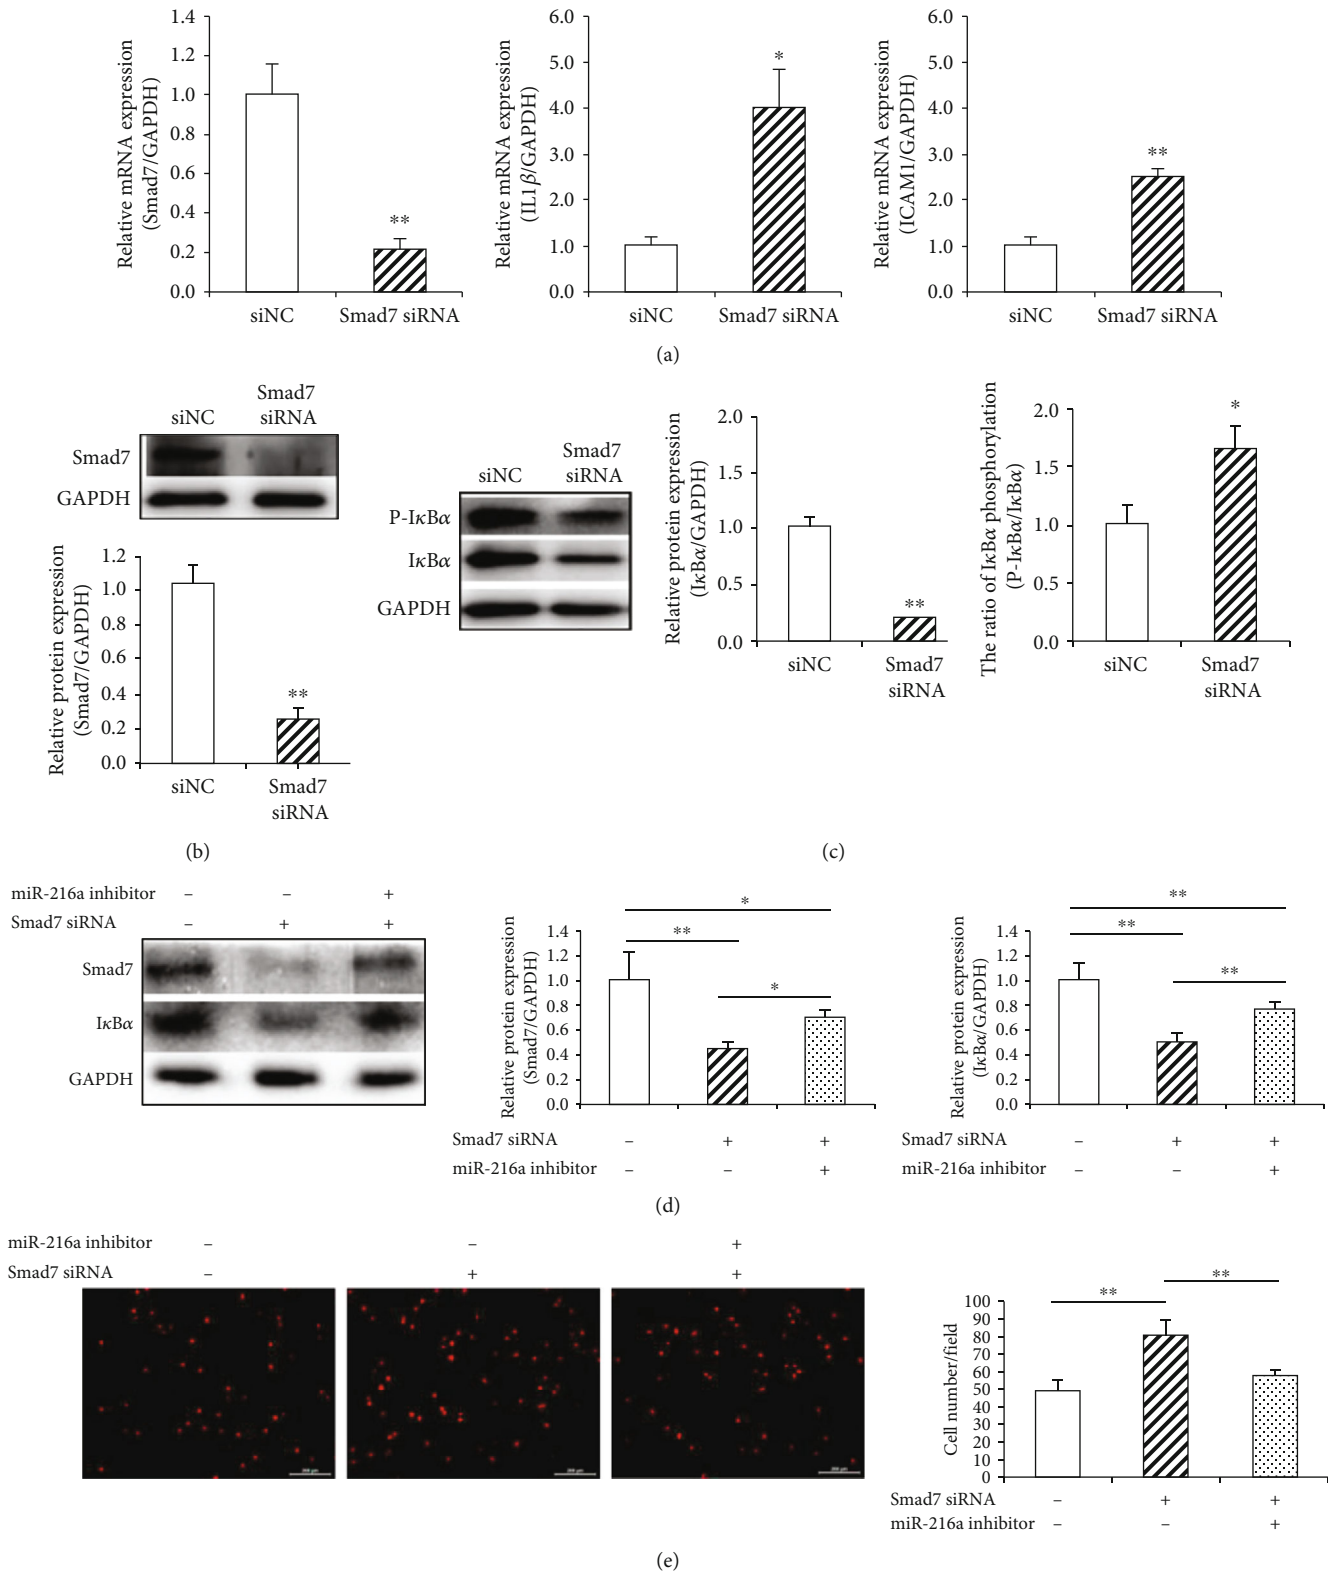 Relative mRNA expression
(Smad7/GAPDH)
1.4
1.2
1.0
0.8
0.6
0.4
0.2
0.0
**
siNC
Smad7 siRNA
Relative mRNA expression
(IL1β/GAPDH)
6.0
5.0
4.0
3.0
2.0
1.0
0.0
*
siNC
Smad7 siRNA
Relative mRNA expression
(ICAM1/GAPDH)
6.0
5.0
4.0
3.0
2.0
1.0
0.0
**
siNC
Smad7 siRNA
(a)
siNC
Smad7
siRNA
Smad7
GAPDH
Relative protein expression
(Smad7/GAPDH)
1.2
1.0
0.8
0.6
0.4
0.2
0.0
**
siNC
Smad7
siRNA
(b)
siNC
Smad7
siRNA
P-IκBα
IκBα
GAPDH
Relative protein expression
(IκBα/GAPDH)
2.0
1.5
1.0
0.5
0.0
**
siNC
Smad7
siRNA
The ratio of IκBα phosphorylation
(P-IκBα/IκBα)
2.0
1.5
1.0
0.5
0.0
*
siNC
Smad7
siRNA
(c)
miR-216a inhibitor – – +
Smad7 siRNA – + +
Smad7
IκBα
GAPDH
Relative protein expression
(Smad7/GAPDH)
1.4
1.2
1.0
0.8
0.6
0.4
0.2
0.0
*
**
*
Smad7 siRNA – + +
miR-216a inhibitor – – +
Relative protein expression
(IκBα/GAPDH)
1.4
1.2
1.0
0.8
0.6
0.4
0.2
0.0
**
**
**
Smad7 siRNA – + +
miR-216a inhibitor – – +
(d)
miR-216a inhibitor – – +
Smad7 siRNA – + +
Cell number/field
100
90
80
70
60
50
40
30
20
10
0
**
**
Smad7 siRNA – + +
miR-216a inhibitor – – +
(e)